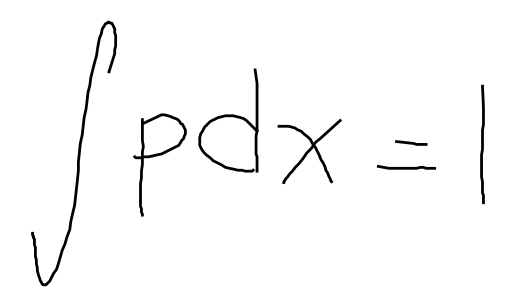 ∫pdx = 1